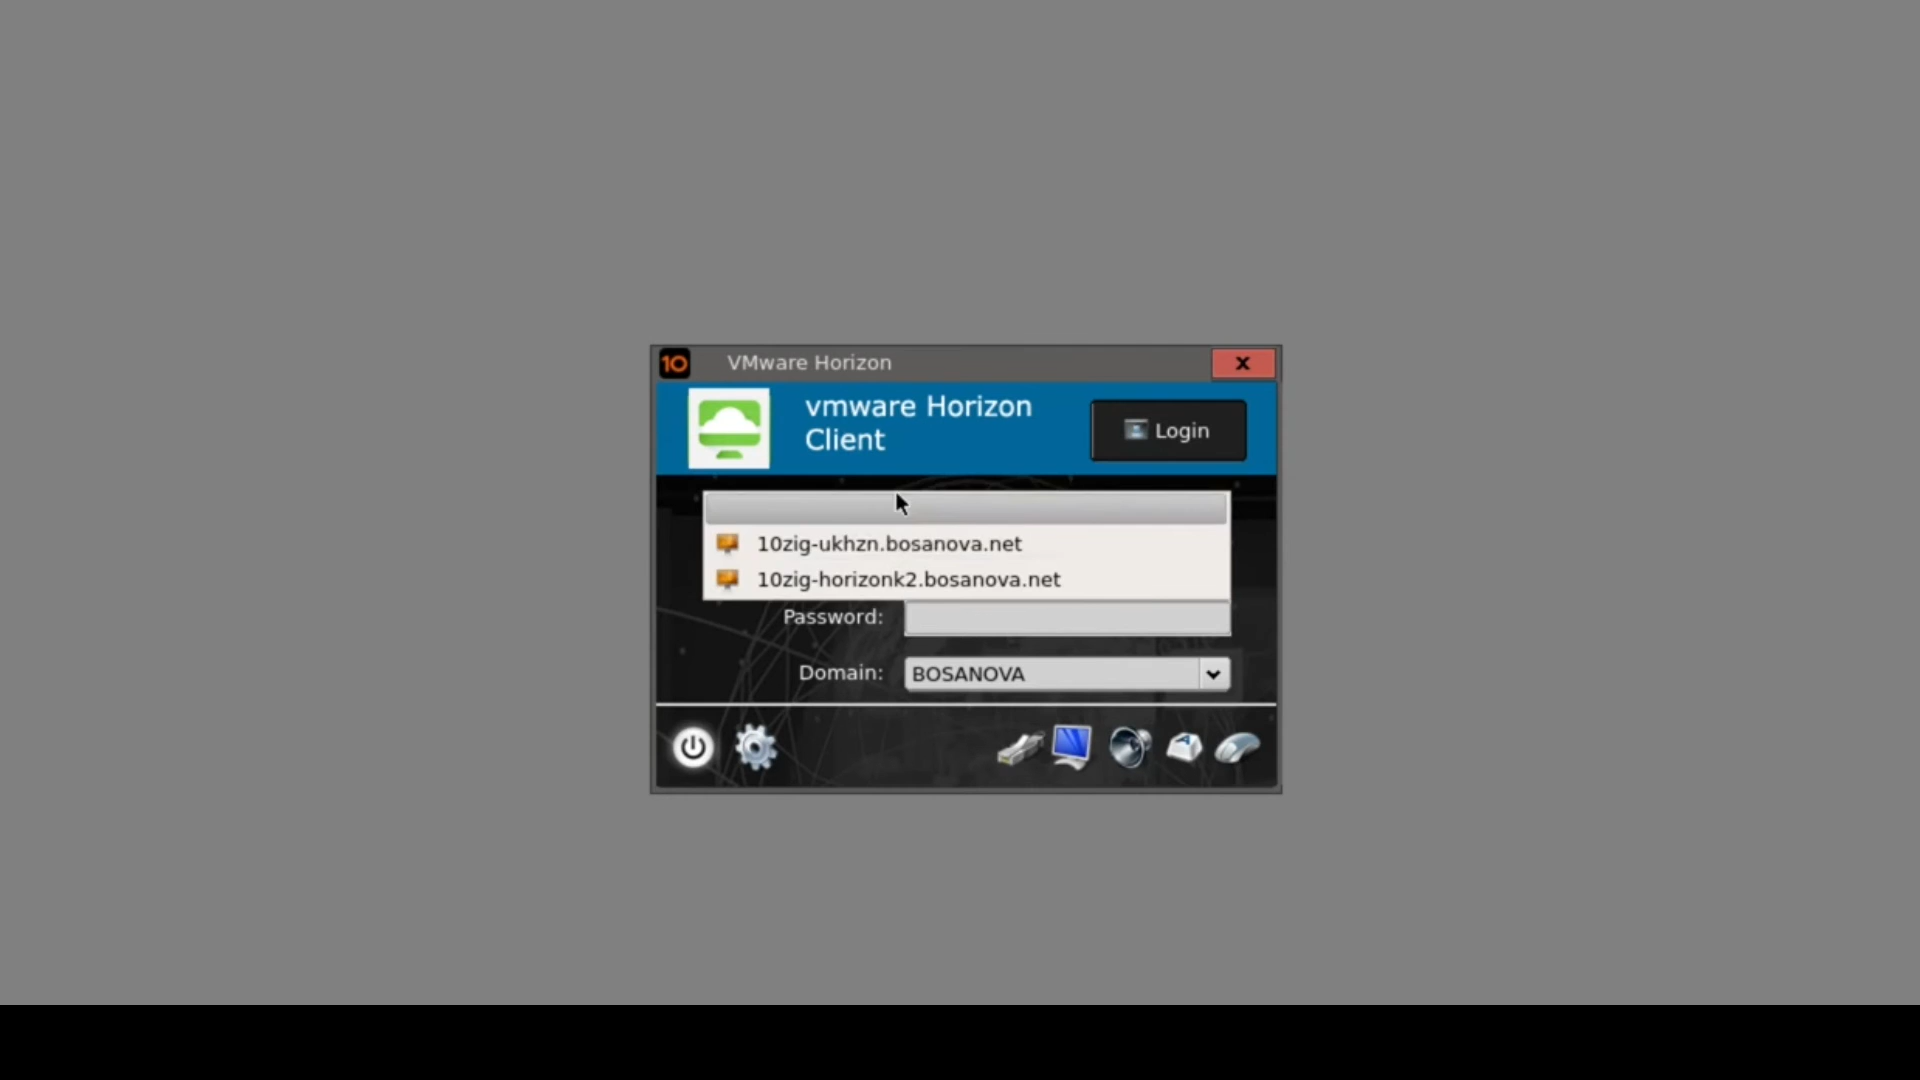 10
VMware Horizon
X
vmware Horizon
Client
Login
10zig-ukhzn.bosanova.net
10zig-horizonk2.bosanova.net
Password:
Domain:
BOSANOVA
A